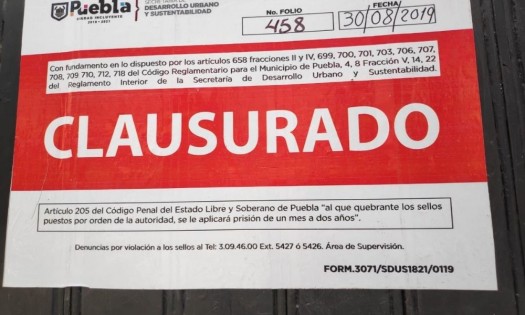 Puebla
CIUDAD INCLUYENTE
DESARROLLO URBANO
Y SUSTENTABILIDAD
No. FOLIO
458
FECHA
30/08/2019
Con fundamento en lo dispuesto por los artículos 658 fracciones II y IV, 699, 700, 701, 703, 706, 707,
708, 709 710, 712, 718 del Código Reglamentario para el Municipio de Puebla, 4, 8 Fracción V, 14, 22
del Reglamento Interior de la Secretaría de Desarrollo Urbano y Sustentabilidad.
CLAUSURADO
Artículo 205 del Código Penal del Estado Libre y Soberano de Puebla "al que quebrante los sellos
puestos por orden de la autoridad, se le aplicará prisión de un mes a dos años".
Denuncias por violación a los sellos al Tel: 3.09.46.00 Ext. 5427 ó 5426. Área de Supervisión.
FORM.3071/SDUS1821/0119